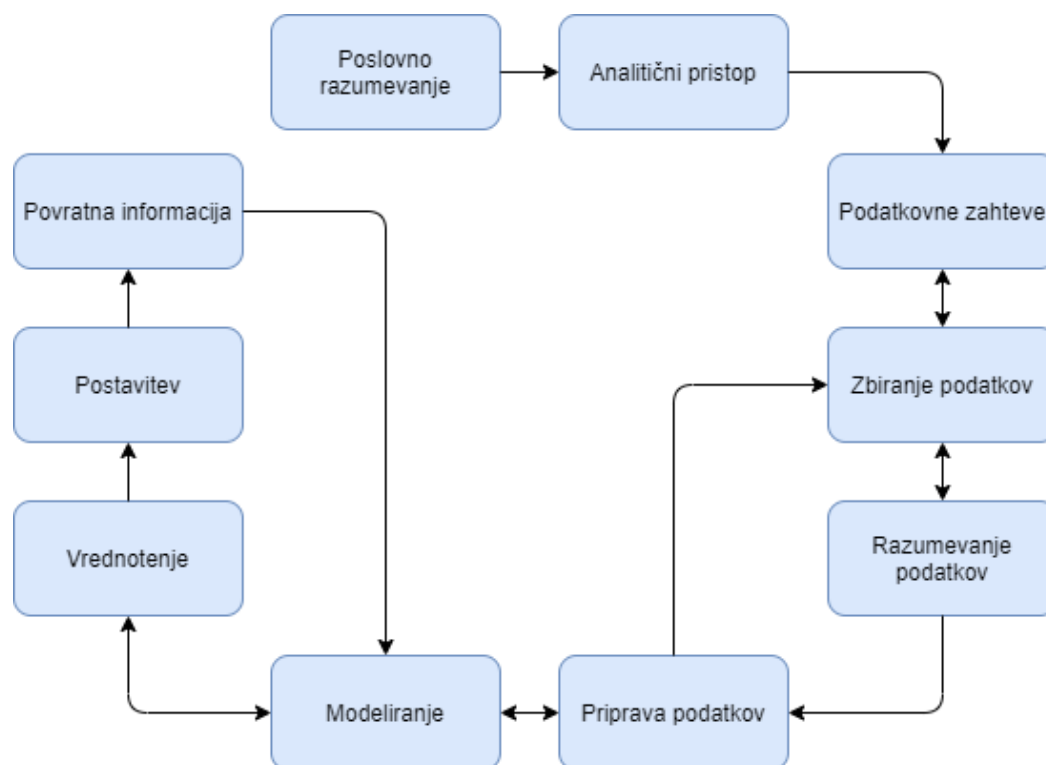 Poslovno
razumevanje
Analitični pristop
Povratna informacija
Podatkovne zahteve
Postavitev
Zbiranje podatkov
Vrednotenje
Razumevanje
podatkov
Modeliranje
Priprava podatkov